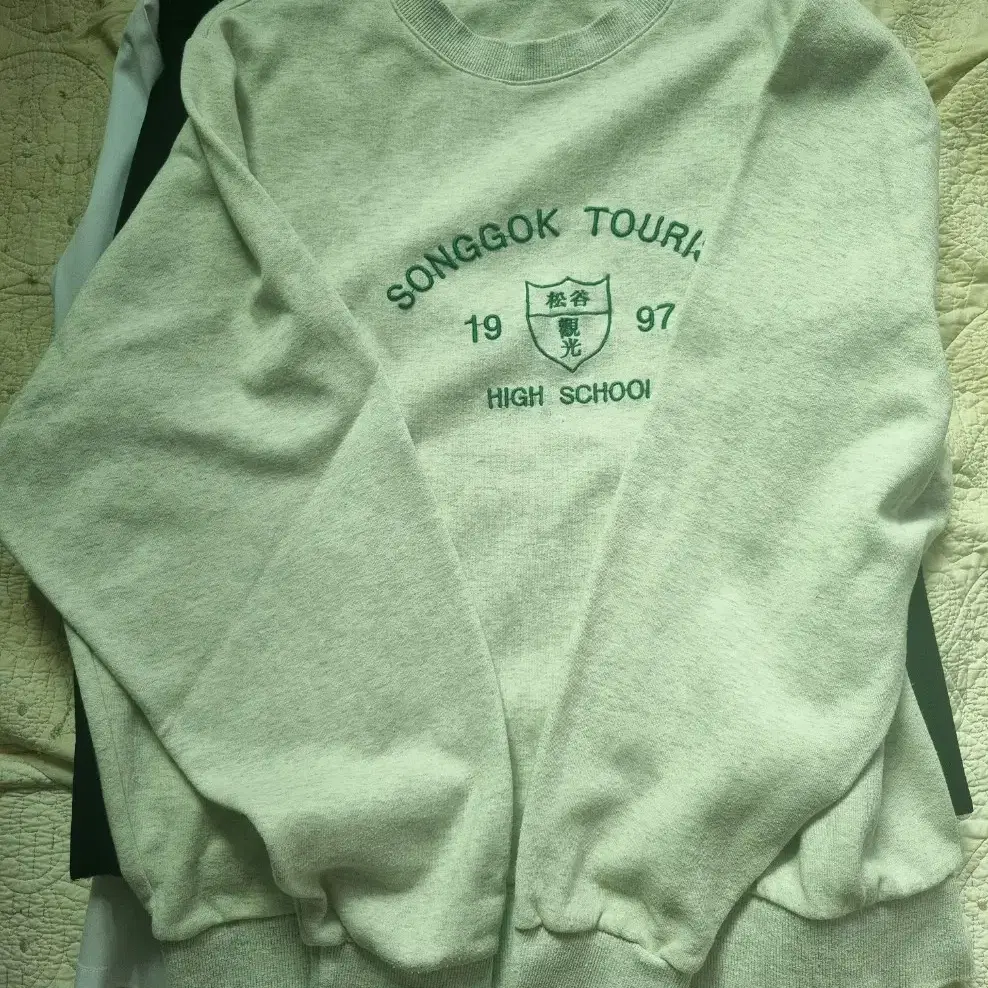 SONGGOK TOURI
19 97
松谷
觀
光
HIGH SCHOOl